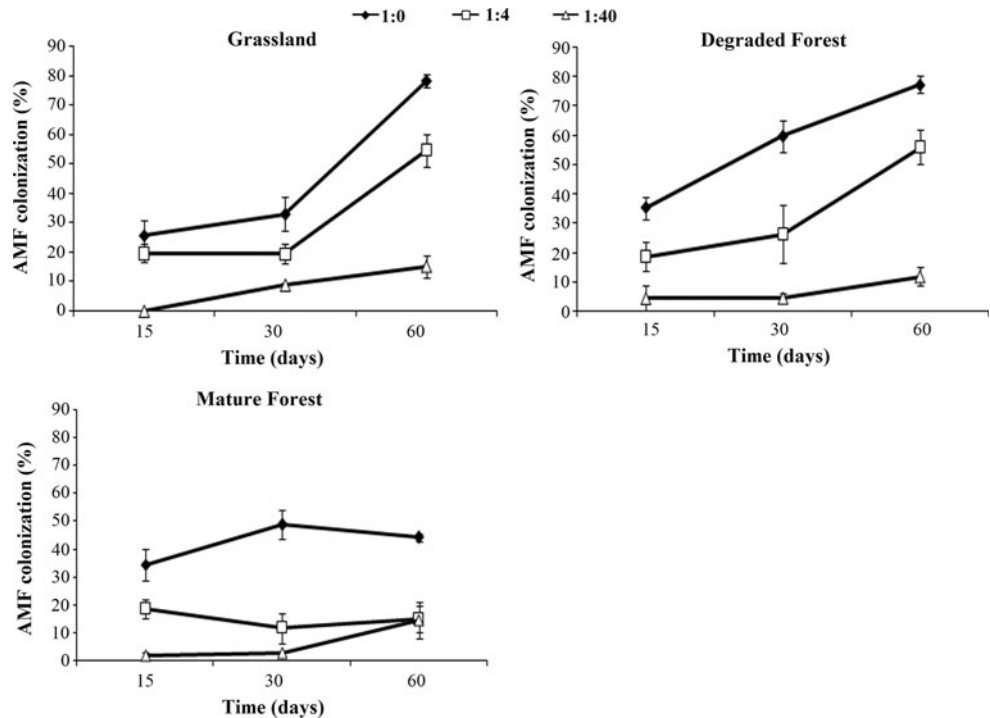 1:0 1:4 1:40
Grassland
90
80
70
60
50
40
30
20
10
0
AMF colonization (%)
15 30 60
Time (days)
Degraded Forest
90
80
70
60
50
40
30
20
10
0
AMF colonization (%)
15 30 60
Time (days)
Mature Forest
90
80
70
60
50
40
30
20
10
0
AMF colonization (%)
15 30 60
Time (days)